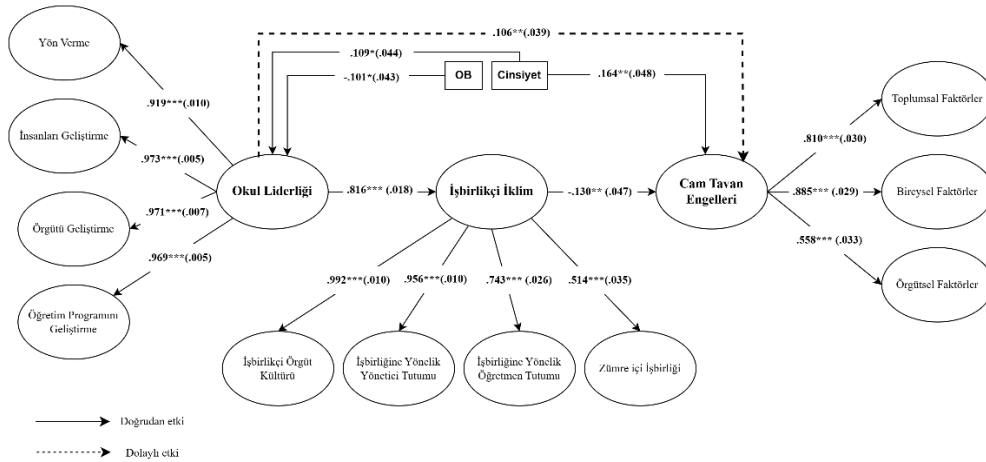 .106**(.039)
Yön Verme
.109*(.044)
-.101*(.043)
OB
Cinsiyet
.164**(.048)
.919***(.010)
Toplumsal Faktörler
İnsanları Geliştirme
.810***(.030)
.973***(.005)
Okul Liderliği
.816*** (.018)
İşbirlikçi İklim
-.130** (.047)
Cam Tavan
Engelleri
.885*** (.029)
Bireysel Faktörler
.971***(.007)
Örgütü Geliştirme
.969***(.005)
.558*** (.033)
.992***(.010)
.956***(.010)
.743*** (.026)
.514***(.035)
Örgütsel Faktörler
Öğretim Programını
Geliştirme
İşbirlikçi Örgüt
Kültürü
İşbirliğine Yönelik
Yönetici Tutumu
İşbirliğine Yönelik
Öğretmen Tutumu
Zümre içi İşbirliği
Doğrudan etki
Dolaylı etki